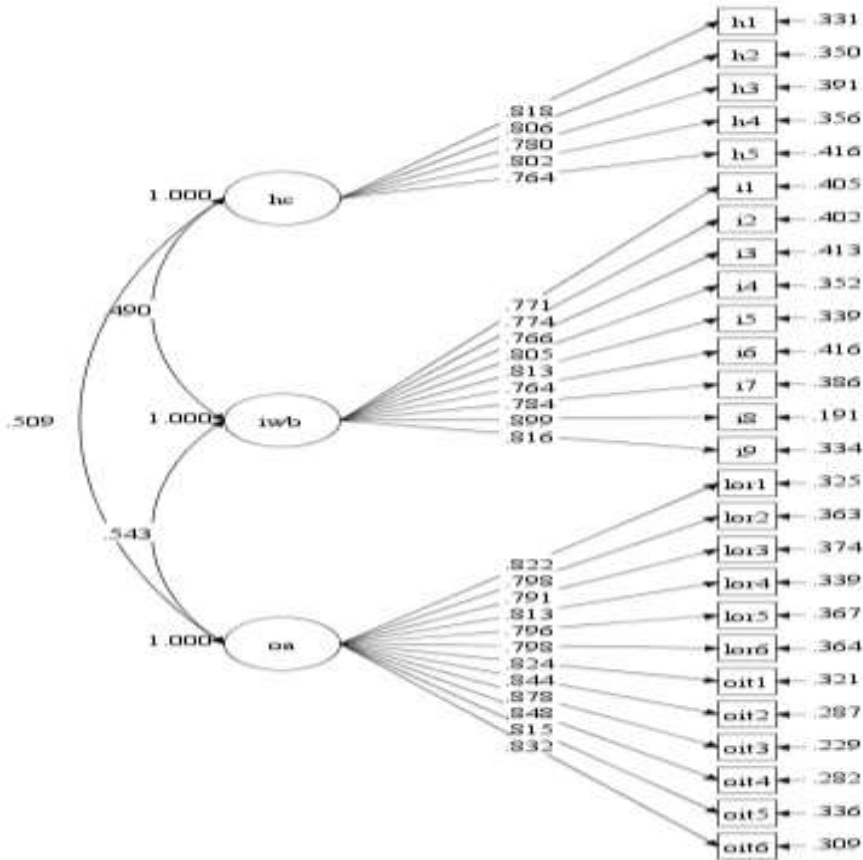 h1 .331
h2 .350
h3 .391
h4 .356
h5 .416
.818
.806
.780
.802
.764
1.000 hc
i1 .405
i2 .402
i3 .413
i4 .352
i5 .339
i6 .416
i7 .386
i8 .191
i9 .334
.490
.771
.774
.766
.805
.813
.764
.784
.899
.816
.509
1.000 iwb
lor1 .325
lor2 .363
lor3 .374
lor4 .339
lor5 .367
lor6 .364
.543
.822
.798
.791
.813
.796
.798
.824
.844
.878
.848
.815
.832
1.000 oa
oit1 .321
oit2 .287
oit3 .229
oit4 .282
oit5 .336
oit6 .309